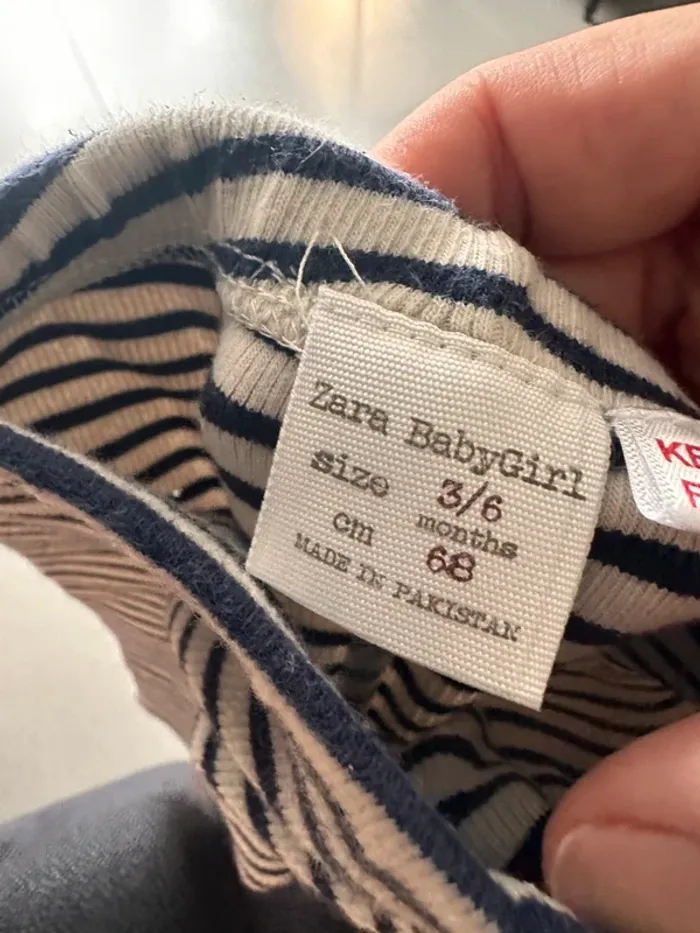 Zara BabyGirl
size 3/6
months
cm 68
MADE IN PAKISTAN